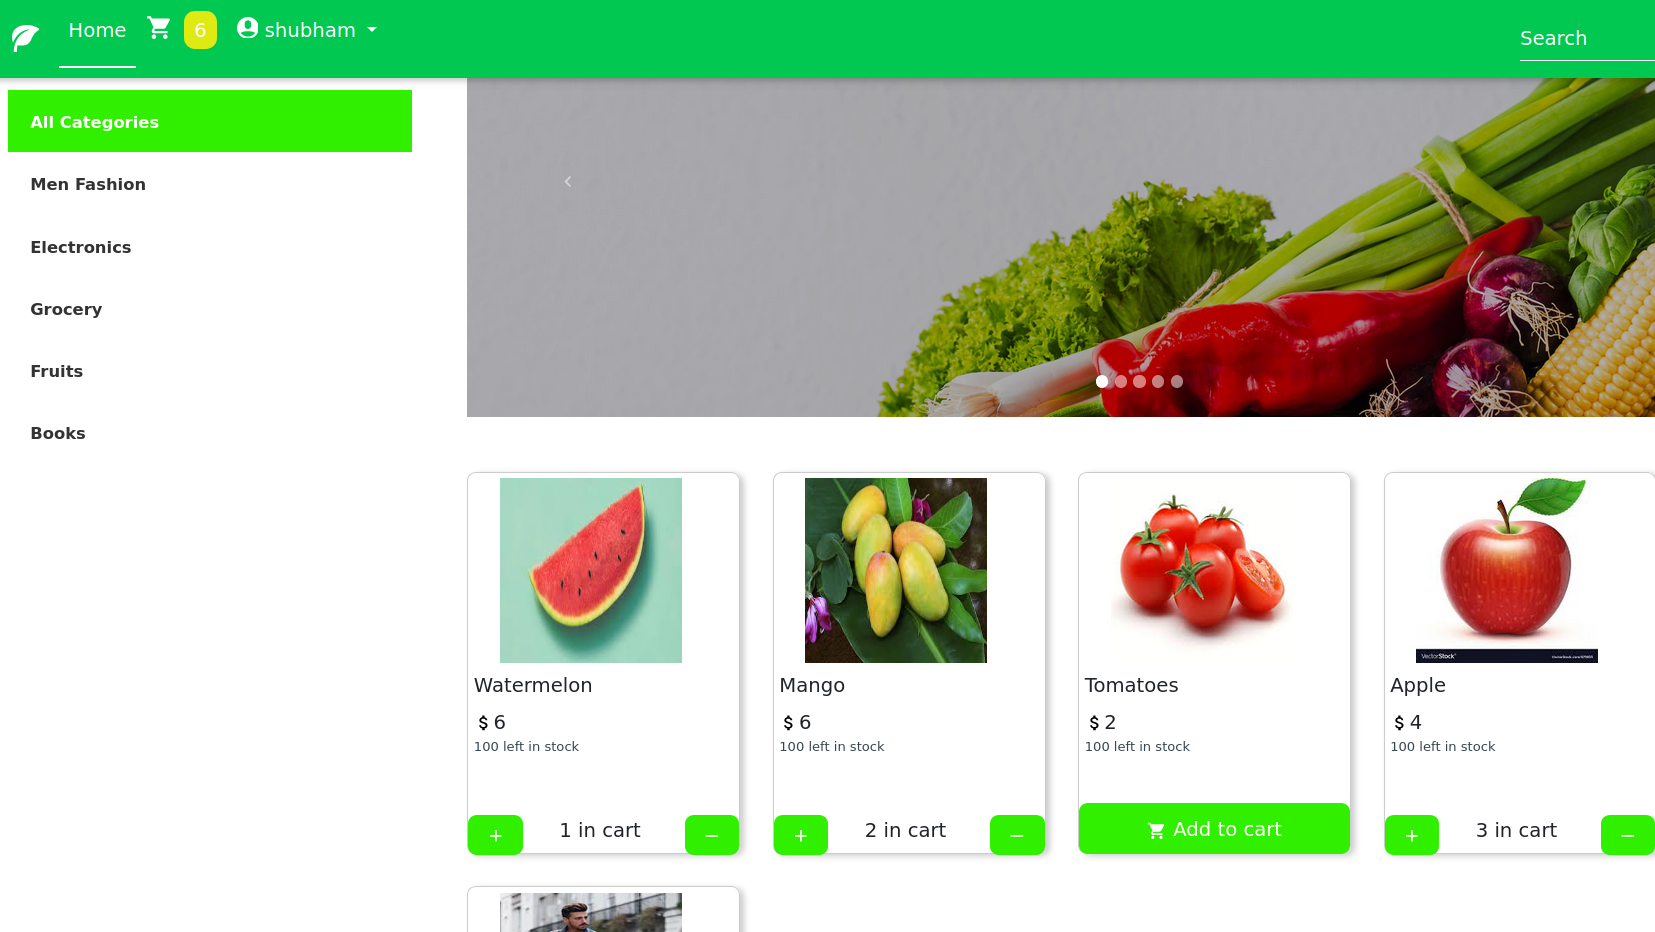 Home 6 shubham
Search
All Categories
Men Fashion
Electronics
Grocery
Fruits
Books
Watermelon
$ 6
100 left in stock
+ 1 in cart −
Mango
$ 6
100 left in stock
+ 2 in cart −
Tomatoes
$ 2
100 left in stock
Add to cart
VectorStock
Apple
$ 4
100 left in stock
+ 3 in cart −